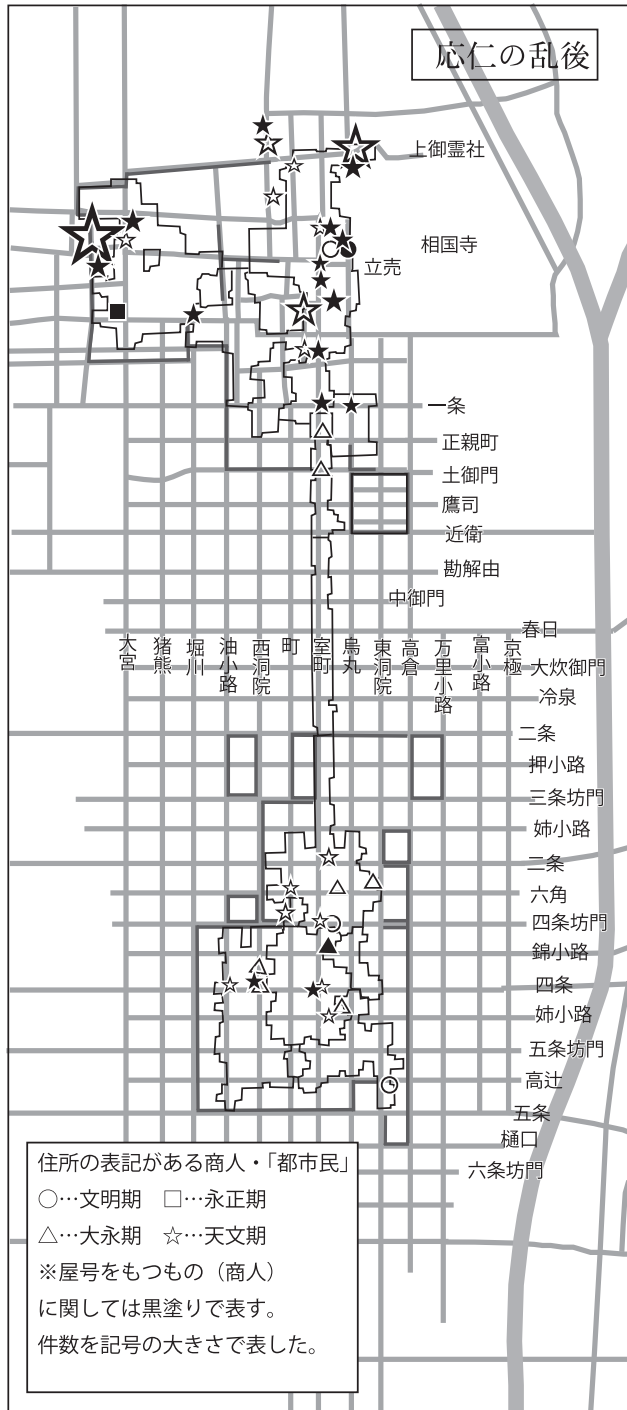 応仁の乱後
上御霊社
相国寺
立売
一条
正親町
土御門
鷹司
近衛
勘解由
中御門
春日
大宮
猪熊
堀川
油小路
西洞院
町
室町
烏丸
東洞院
高倉
万里小路
富小路
京極
大炊御門
冷泉
二条
押小路
三条坊門
姉小路
二条
六角
四条坊門
錦小路
四条
姉小路
五条坊門
高辻
五条
樋口
六条坊門
住所の表記がある商人・「都市民」
○…文明期 □…永正期
△…大永期 ☆…天文期
※屋号をもつもの（商人）
に関しては黒塗りで表す。
件数を記号の大きさで表した。